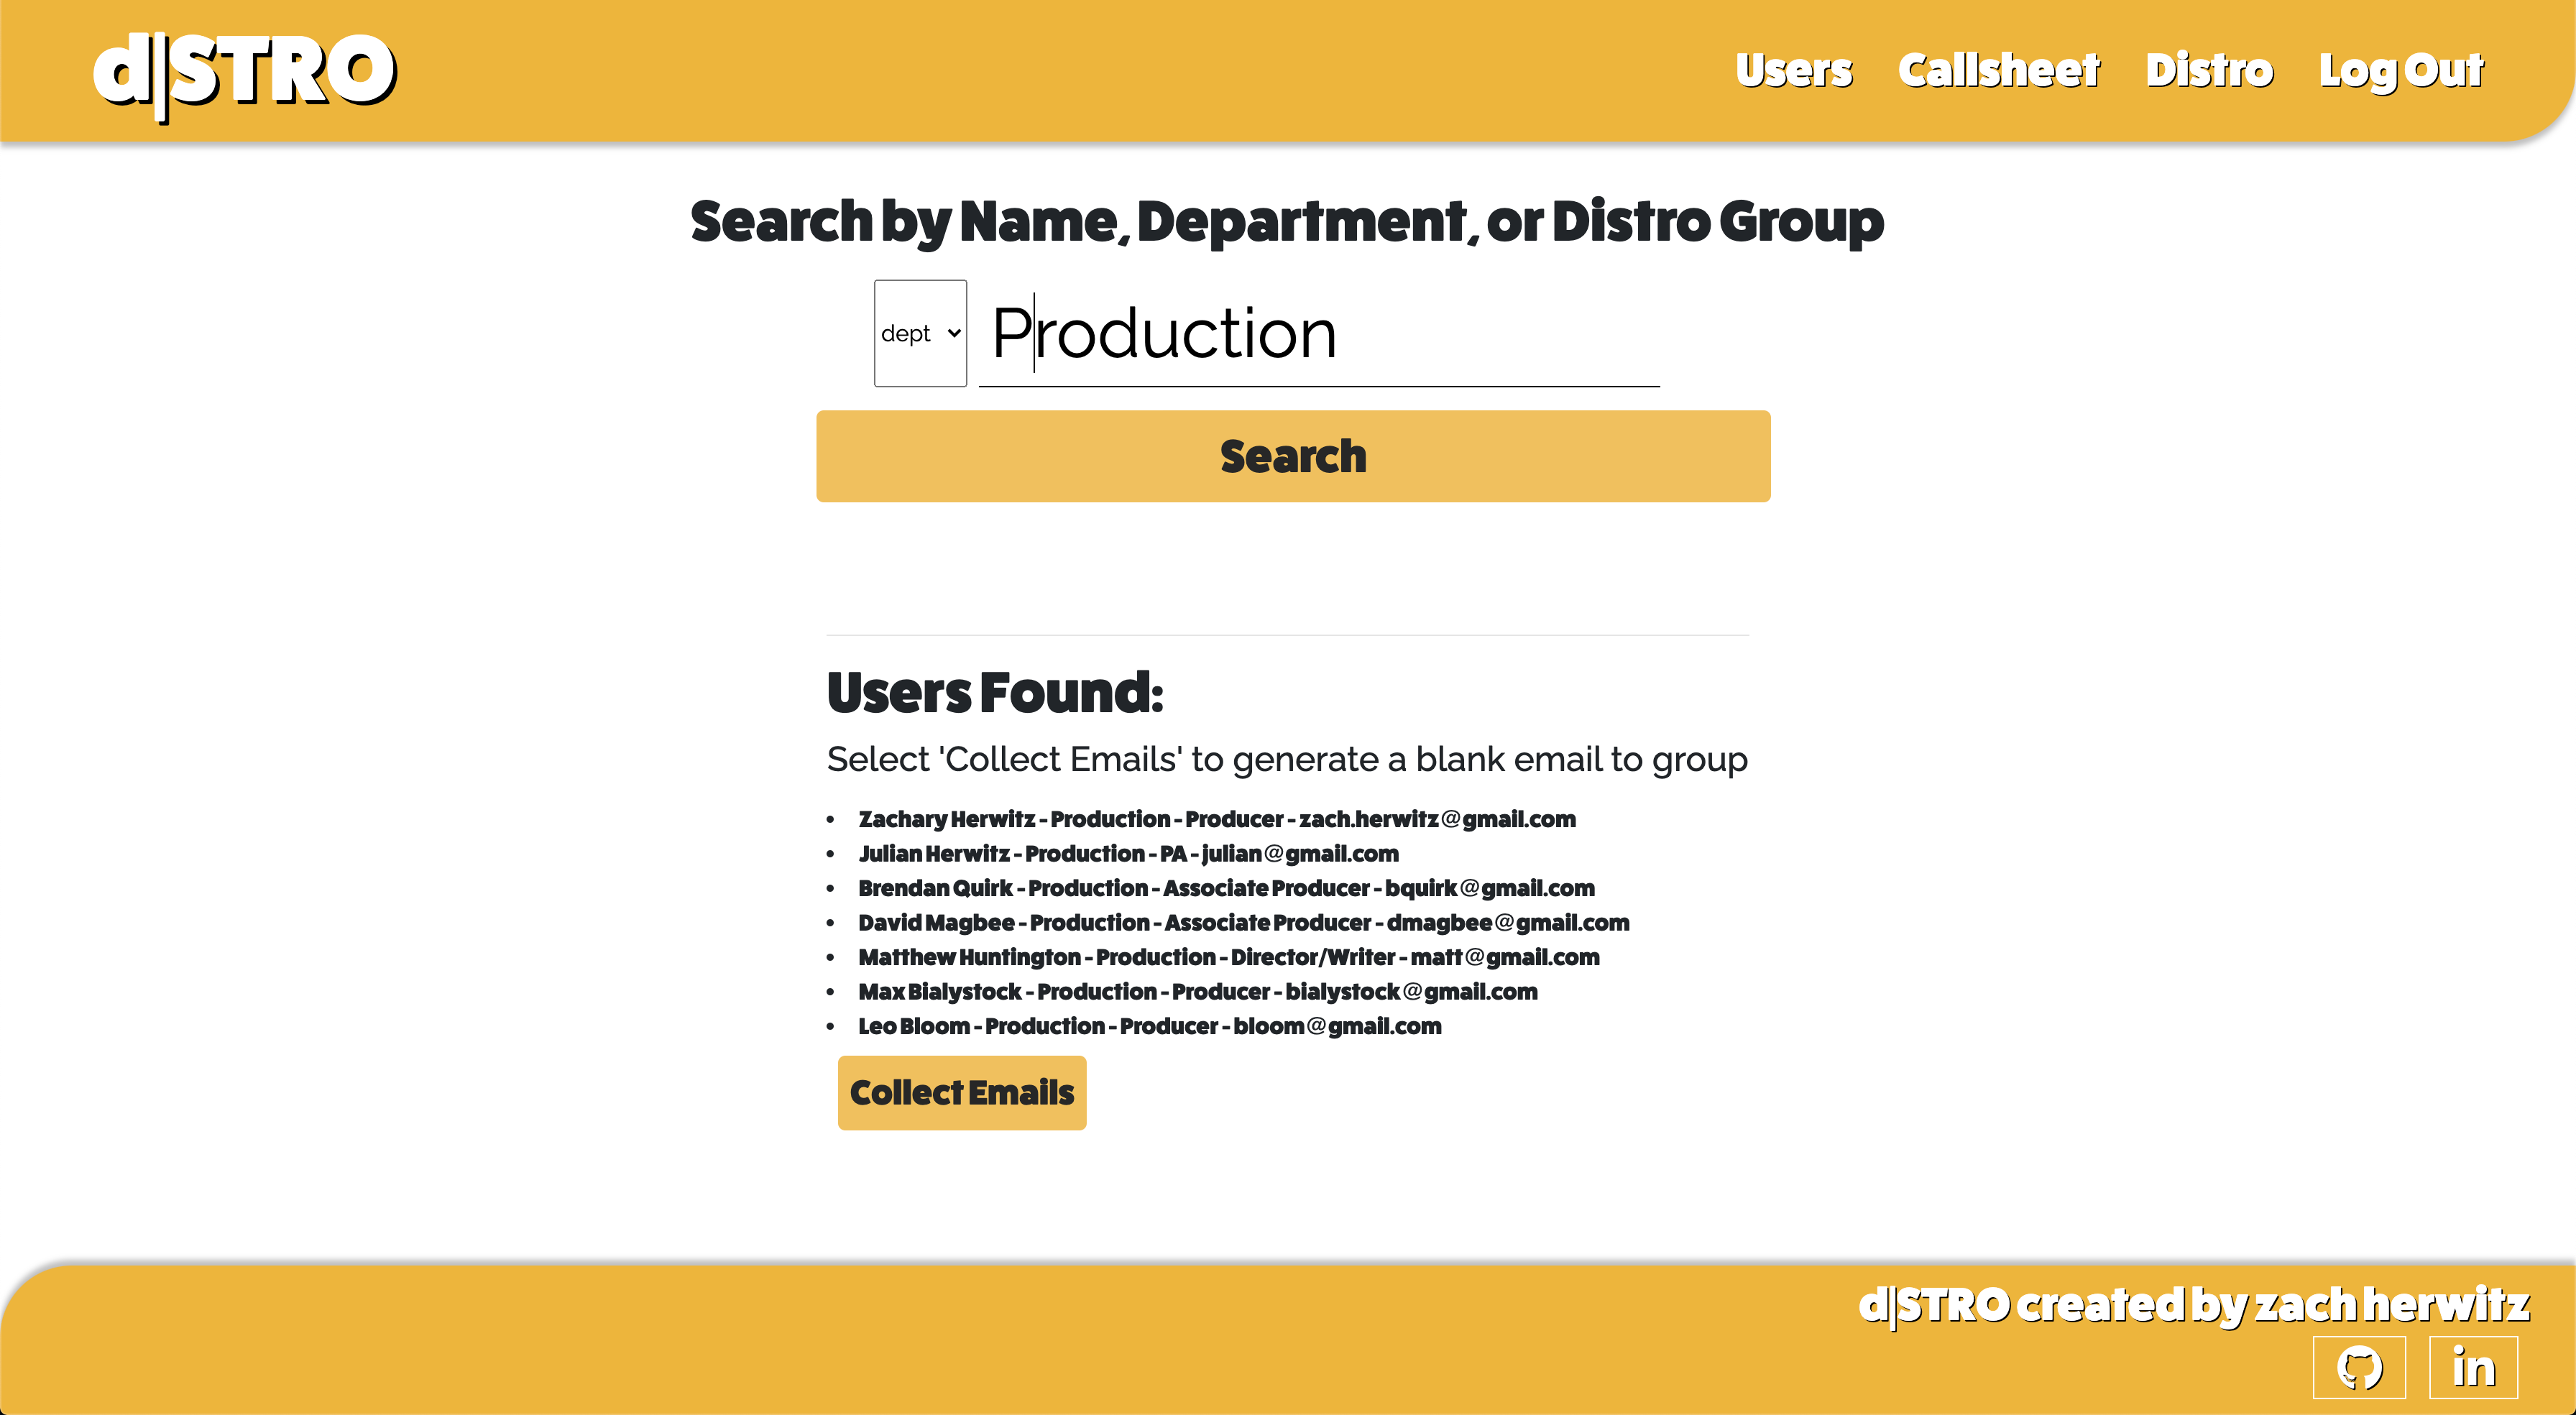 d|STRO
Users Callsheet Distro Log Out
Search by Name, Department, or Distro Group
dept Production
Search
Users Found:
Select 'Collect Emails' to generate a blank email to group
• Zachary Herwitz - Production - Producer - zach.herwitz@gmail.com
• Julian Herwitz - Production - PA - julian@gmail.com
• Brendan Quirk - Production - Associate Producer - bquirk@gmail.com
• David Magbee - Production - Associate Producer - dmagbee@gmail.com
• Matthew Huntington - Production - Director/Writer - matt@gmail.com
• Max Bialystock - Production - Producer - bialystock@gmail.com
• Leo Bloom - Production - Producer - bloom@gmail.com
Collect Emails
d|STRO created by zach herwitz
in